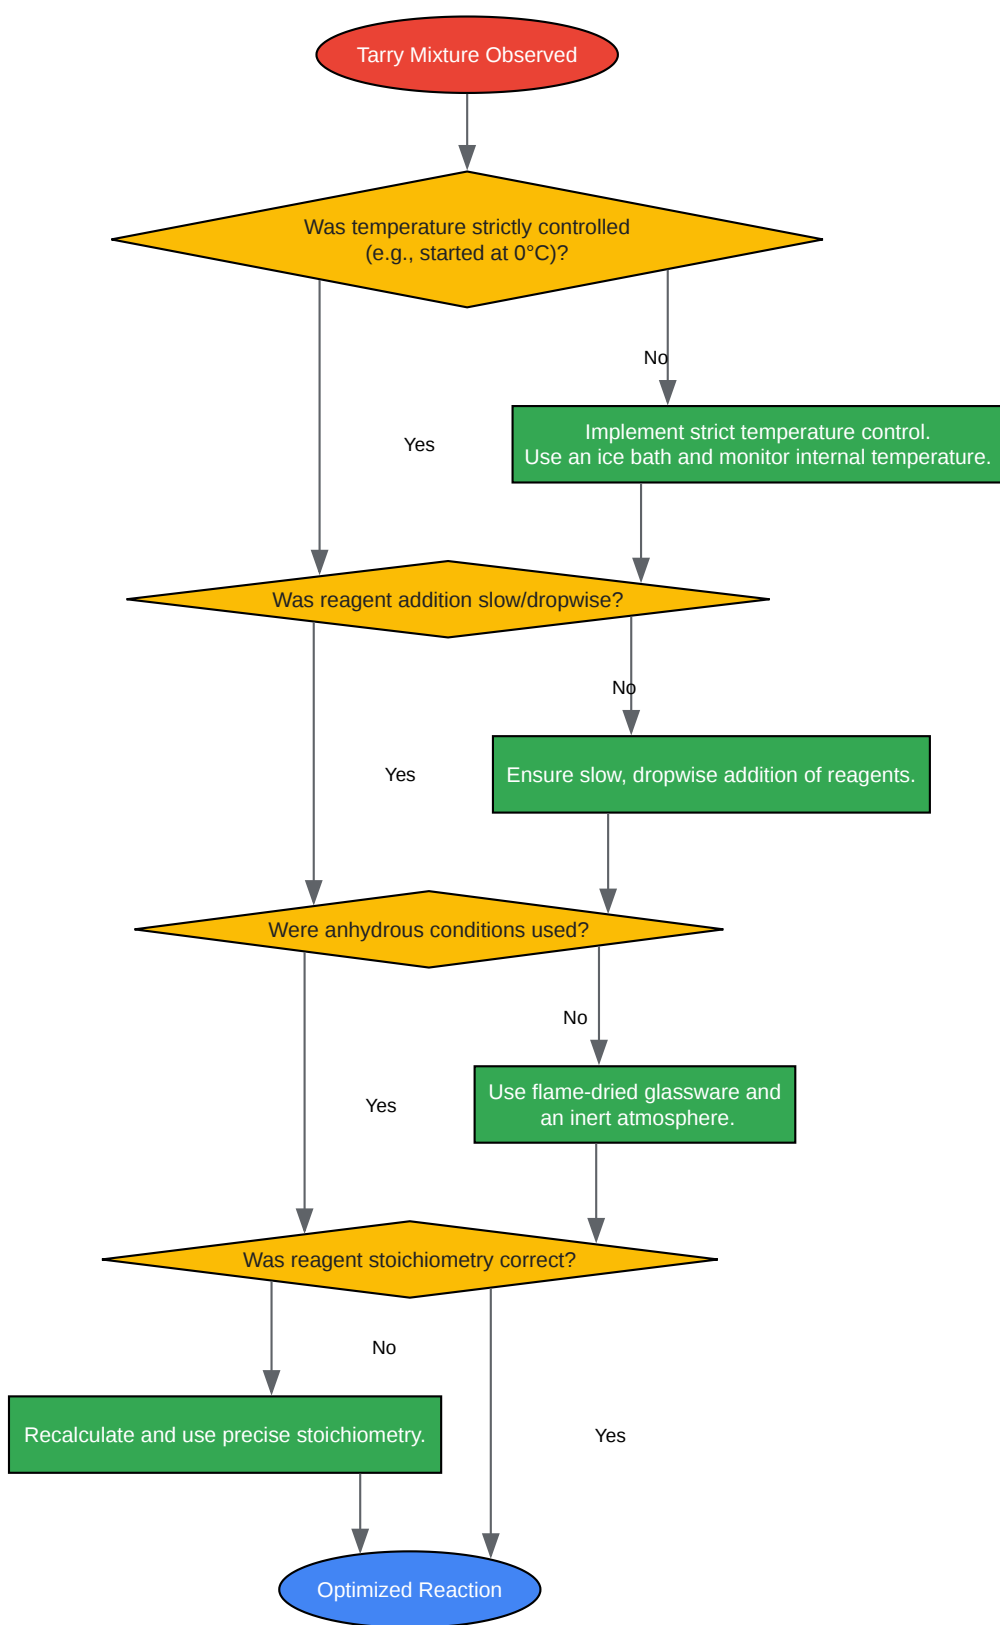 Tarry Mixture Observed
Was temperature strictly controlled
(e.g., started at 0°C)?
No
Implement strict temperature control.
Use an ice bath and monitor internal temperature.
Yes
Was reagent addition slow/dropwise?
No
Ensure slow, dropwise addition of reagents.
Yes
Were anhydrous conditions used?
No
Use flame-dried glassware and
an inert atmosphere.
Yes
Was reagent stoichiometry correct?
No
Recalculate and use precise stoichiometry.
Yes
Optimized Reaction